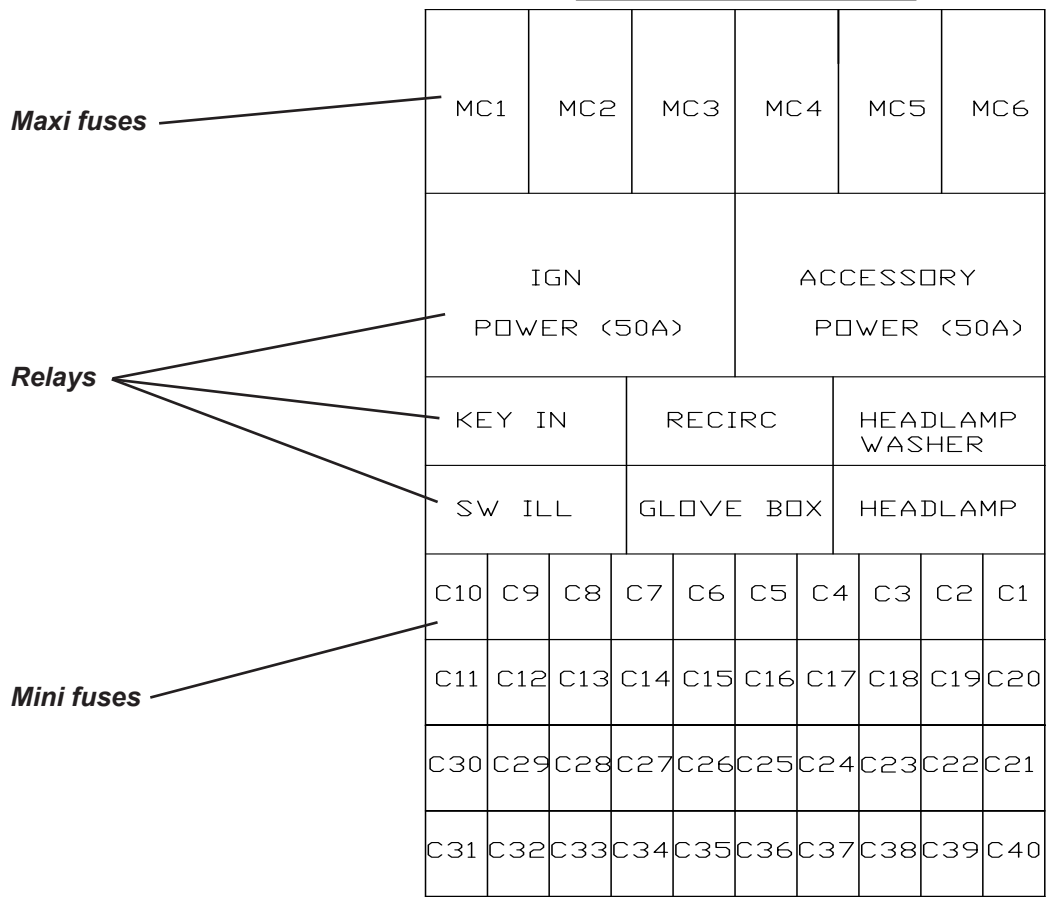 Maxi fuses
MC1 MC2 MC3 MC4 MC5 MC6
IGN
POWER (50A)
ACCESSORY
POWER (50A)
Relays
KEY IN
RECIRC
HEADLAMP
WASHER
SW ILL
GLOVE BOX
HEADLAMP
C10 C9 C8 C7 C6 C5 C4 C3 C2 C1
Mini fuses
C11 C12 C13 C14 C15 C16 C17 C18 C19 C20
C30 C29 C28 C27 C26 C25 C24 C23 C22 C21
C31 C32 C33 C34 C35 C36 C37 C38 C39 C40